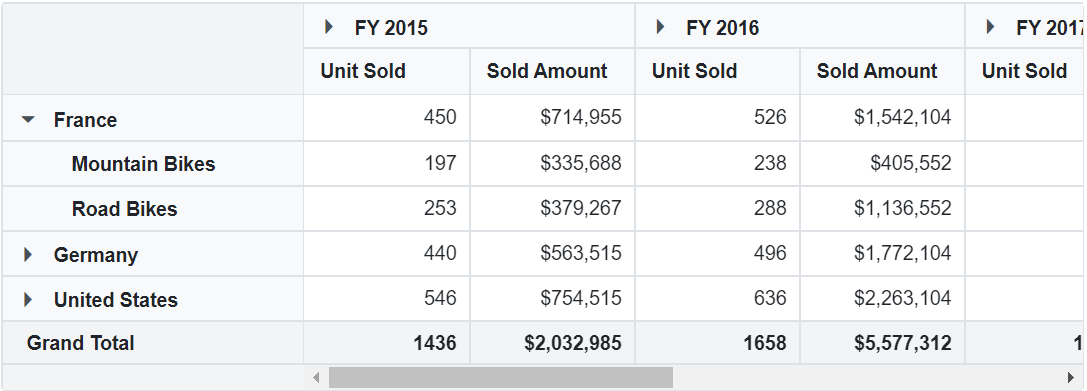 FY 2015 FY 2016 FY 2017
Unit Sold Sold Amount Unit Sold Sold Amount Unit Sold
France 450 $714,955 526 $1,542,104
Mountain Bikes 197 $335,688 238 $405,552
Road Bikes 253 $379,267 288 $1,136,552
Germany 440 $563,515 496 $1,772,104
United States 546 $754,515 636 $2,263,104
Grand Total 1436 $2,032,985 1658 $5,577,312 1